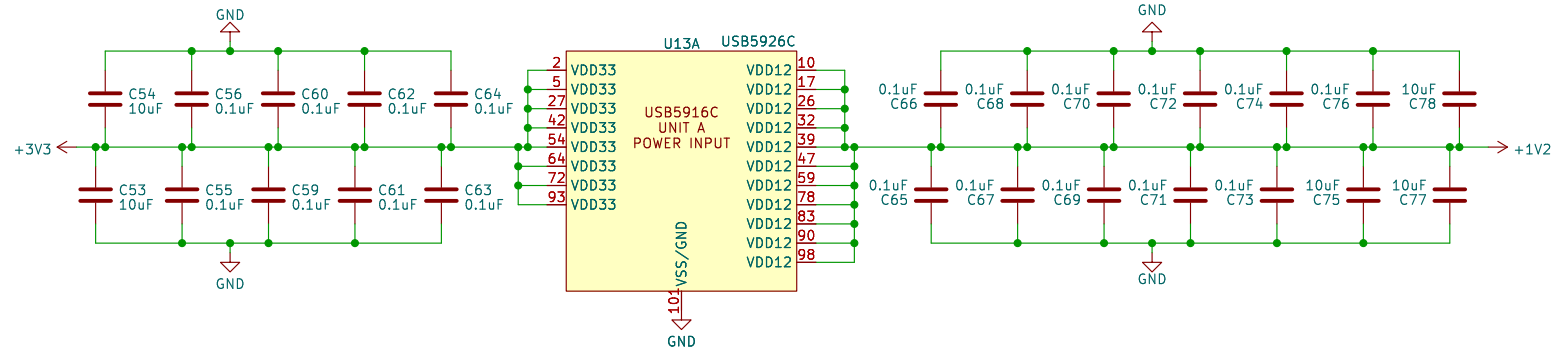 GND
GND
U13A USB5926C
C54
10uF
C56
0.1uF
C60
0.1uF
C62
0.1uF
C64
0.1uF
2 VDD33
5 VDD33
27 VDD33
42 VDD33
54 VDD33
64 VDD33
72 VDD33
93 VDD33
USB5916C
UNIT A
POWER INPUT
VDD12 10
VDD12 17
VDD12 26
VDD12 32
VDD12 39
VDD12 47
VDD12 59
VDD12 78
VDD12 83
VDD12 90
VDD12 98
0.1uF
C66
0.1uF
C68
0.1uF
C70
0.1uF
C72
0.1uF
C74
0.1uF
C76
10uF
C78
+3V3
+1V2
C53
10uF
C55
0.1uF
C59
0.1uF
C61
0.1uF
C63
0.1uF
0.1uF
C65
0.1uF
C67
0.1uF
C69
0.1uF
C71
0.1uF
C73
10uF
C75
10uF
C77
VSS/GND
101
GND
GND
GND